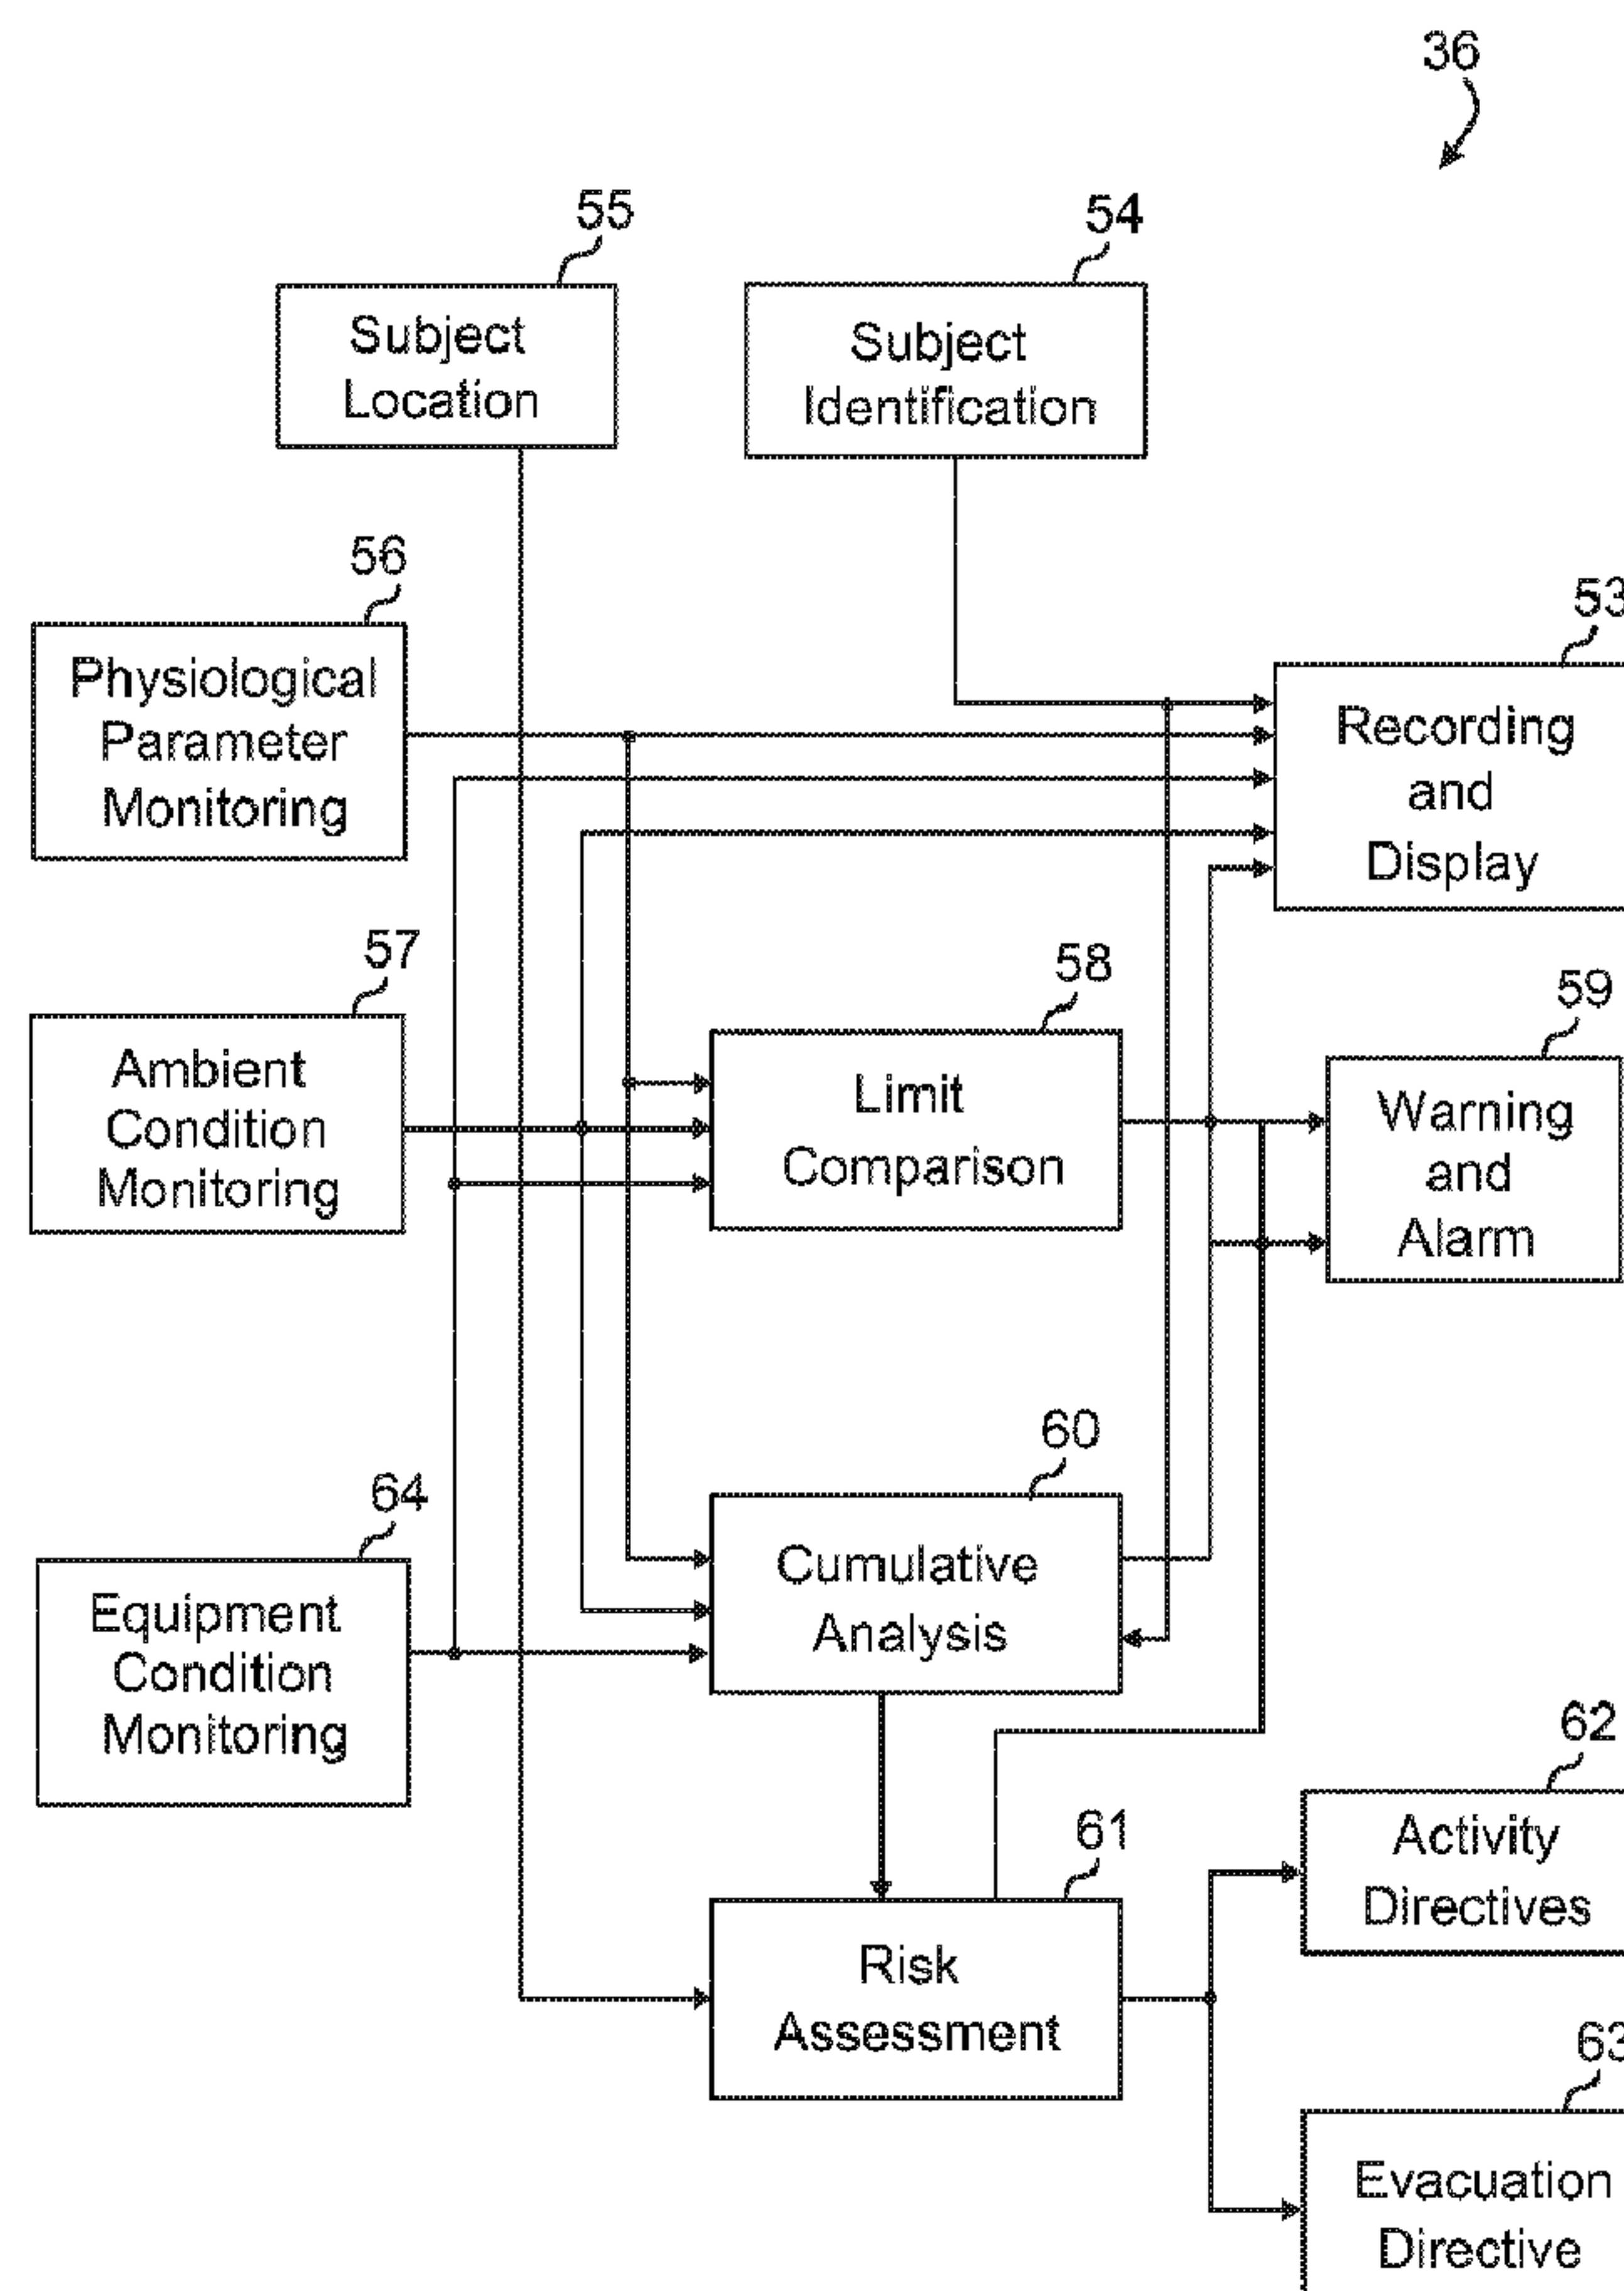 36
55
54
Subject
Location
Subject
Identification
56
53
Physiological
Parameter
Monitoring
Recording
and
Display
57
58
59
Ambient
Condition
Monitoring
Limit
Comparison
Warning
and
Alarm
60
64
Cumulative
Analysis
Equipment
Condition
Monitoring
62
61
Activity
Directives
Risk
Assessment
63
Evacuation
Directive